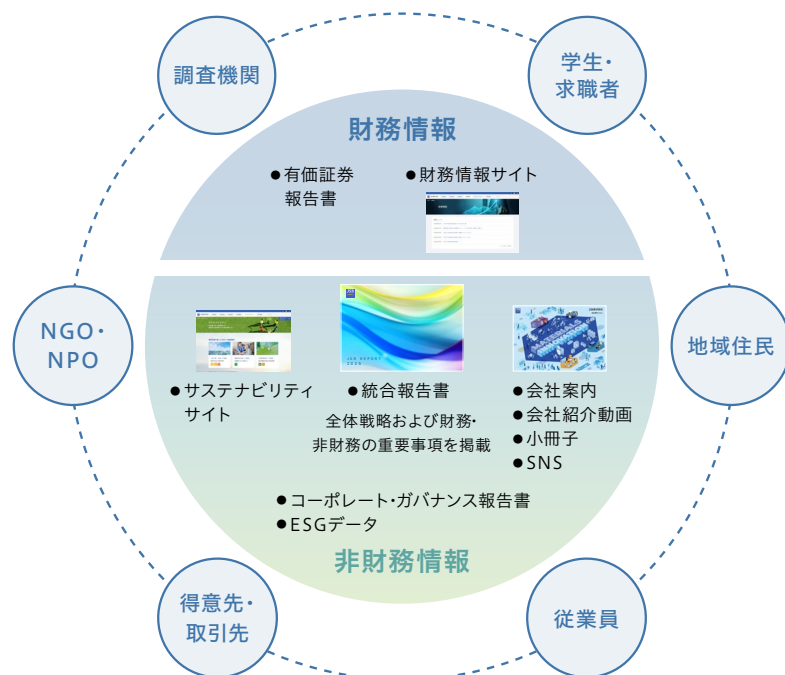 調査機関
学生・
求職者
財務情報
●有価証券
報告書
●財務情報サイト
NGO・
NPO
地域住民
JSR REPORT
●サステナビリティ
サイト
●統合報告書
全体戦略および財務・
非財務の重要事項を掲載
●会社案内
●会社紹介動画
●小冊子
●SNS
●コーポレート・ガバナンス報告書
●ESGデータ
非財務情報
得意先・
取引先
従業員